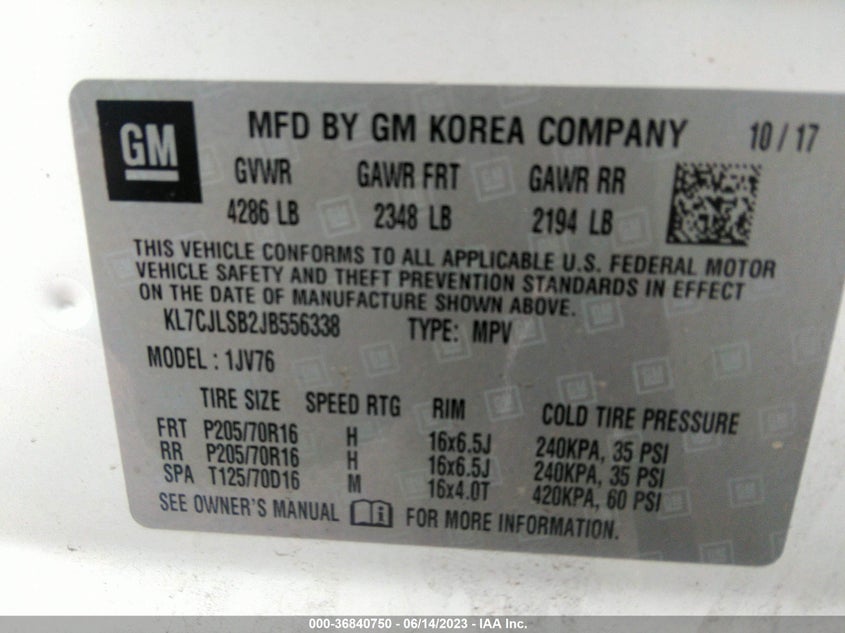 GM
MFD BY GM KOREA COMPANY 10/17
GVWR GAWR FRT GAWR RR
4286 LB 2348 LB 2194 LB
THIS VEHICLE CONFORMS TO ALL APPLICABLE U.S. FEDERAL MOTOR
VEHICLE SAFETY AND THEFT PREVENTION STANDARDS IN EFFECT
ON THE DATE OF MANUFACTURE SHOWN ABOVE.
KL7CJLSB2JB556338 TYPE: MPV
MODEL: 1JV76
TIRE SIZE SPEED RTG RIM COLD TIRE PRESSURE
FRT P205/70R16 H 16x6.5J 240KPA, 35 PSI
RR P205/70R16 H 16x6.5J 240KPA, 35 PSI
SPA T125/70D16 M 16x4.0T 420KPA, 60 PSI
SEE OWNER'S MANUAL FOR MORE INFORMATION.
000-36840750 - 06/14/2023 - IAA Inc.